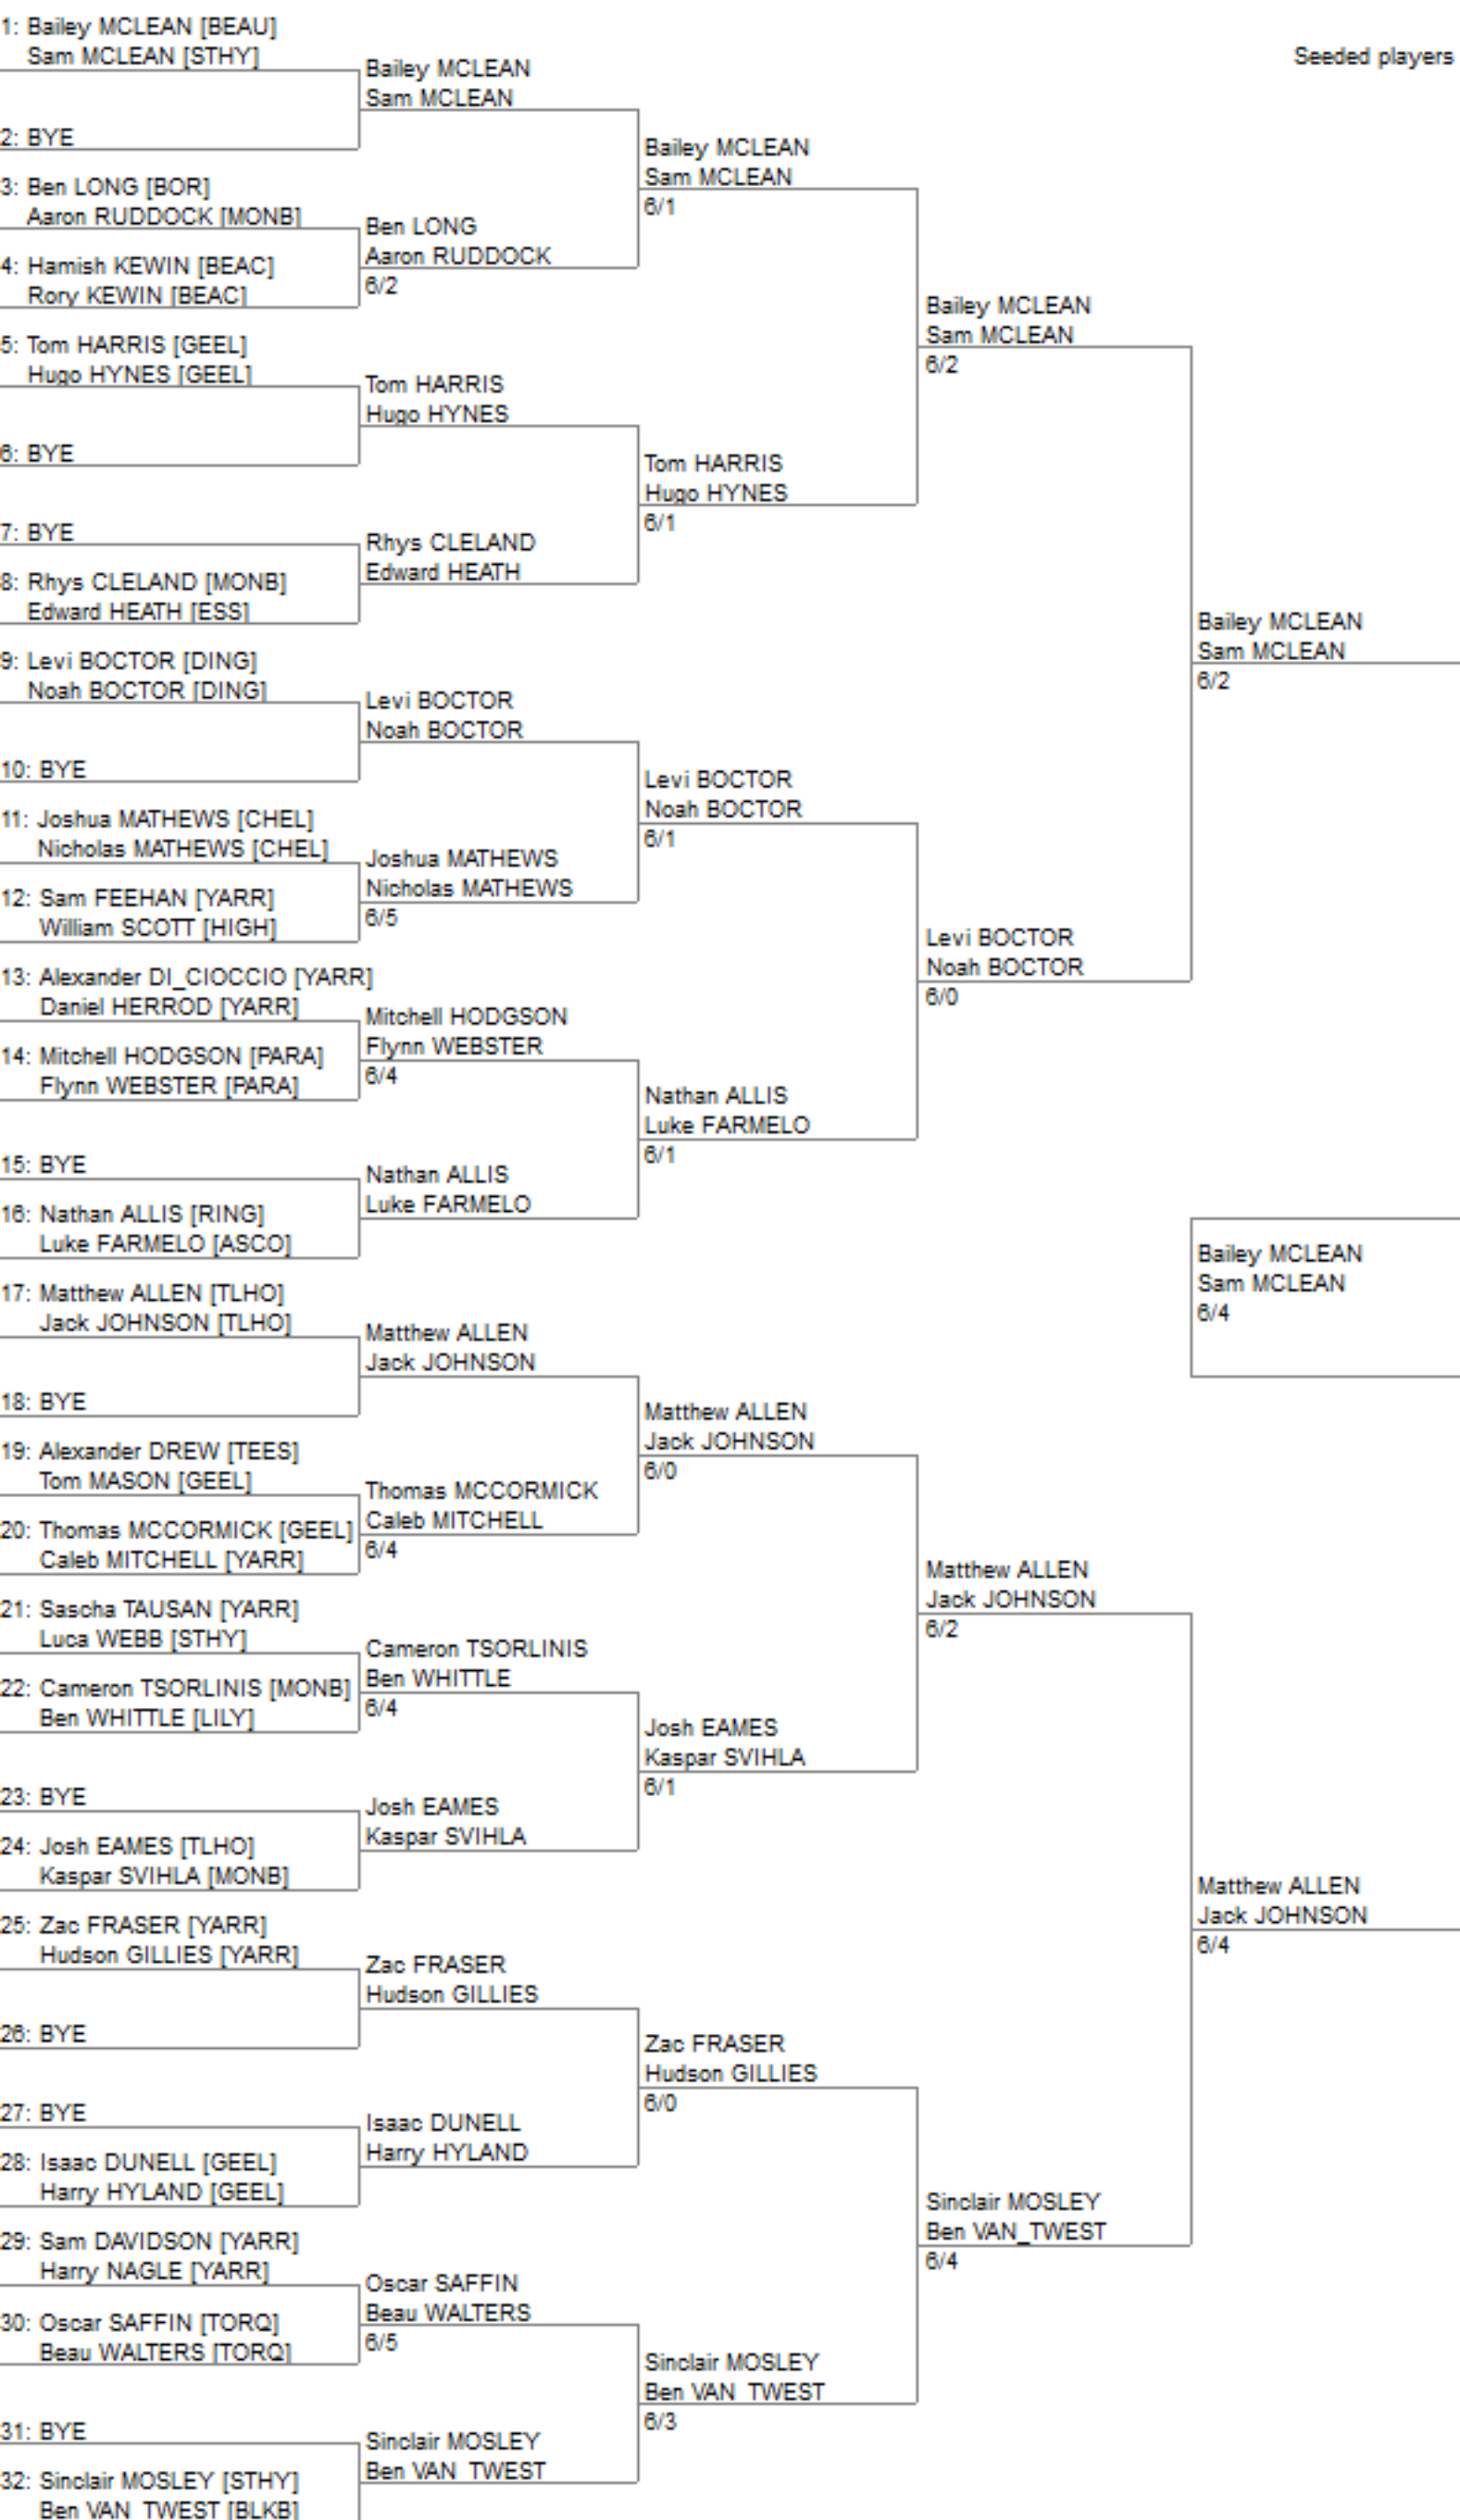 1: Bailey MCLEAN [BEAU]
Sam MCLEAN [STHY]
2: BYE
3: Ben LONG [BOR]
Aaron RUDDOCK [MONB]
4: Hamish KEWIN [BEAC]
Rory KEWIN [BEAC]
5: Tom HARRIS [GEEL]
Hugo HYNES [GEEL]
6: BYE
7: BYE
8: Rhys CLELAND [MONB]
Edward HEATH [ESS]
9: Levi BOCTOR [DING]
Noah BOCTOR [DING]
10: BYE
11: Joshua MATHEWS [CHEL]
Nicholas MATHEWS [CHEL]
12: Sam FEEHAN [YARR]
William SCOTT [HIGH]
13: Alexander DI_CIOCCIO [YARR]
Daniel HERROD [YARR]
14: Mitchell HODGSON [PARA]
Flynn WEBSTER [PARA]
15: BYE
16: Nathan ALLIS [RING]
Luke FARMELO [ASCO]
17: Matthew ALLEN [TLHO]
Jack JOHNSON [TLHO]
18: BYE
19: Alexander DREW [TEES]
Tom MASON [GEEL]
20: Thomas MCCORMICK [GEEL]
Caleb MITCHELL [YARR]
21: Sascha TAUSAN [YARR]
Luca WEBB [STHY]
22: Cameron TSORLINIS [MONB]
Ben WHITTLE [LILY]
23: BYE
24: Josh EAMES [TLHO]
Kaspar SVIHLA [MONB]
25: Zac FRASER [YARR]
Hudson GILLIES [YARR]
26: BYE
27: BYE
28: Isaac DUNELL [GEEL]
Harry HYLAND [GEEL]
29: Sam DAVIDSON [YARR]
Harry NAGLE [YARR]
30: Oscar SAFFIN [TORQ]
Beau WALTERS [TORQ]
31: BYE
32: Sinclair MOSLEY [STHY]
Ben VAN_TWEST [BLKB]
Bailey MCLEAN
Sam MCLEAN
Ben LONG
Aaron RUDDOCK
6/2
Tom HARRIS
Hugo HYNES
Rhys CLELAND
Edward HEATH
Levi BOCTOR
Noah BOCTOR
Joshua MATHEWS
Nicholas MATHEWS
6/5
Mitchell HODGSON
Flynn WEBSTER
6/4
Nathan ALLIS
Luke FARMELO
Matthew ALLEN
Jack JOHNSON
Thomas MCCORMICK
Caleb MITCHELL
6/4
Cameron TSORLINIS
Ben WHITTLE
6/4
Josh EAMES
Kaspar SVIHLA
Zac FRASER
Hudson GILLIES
Isaac DUNELL
Harry HYLAND
Oscar SAFFIN
Beau WALTERS
6/5
Sinclair MOSLEY
Ben VAN_TWEST
Bailey MCLEAN
Sam MCLEAN
6/1
Tom HARRIS
Hugo HYNES
6/1
Levi BOCTOR
Noah BOCTOR
6/1
Nathan ALLIS
Luke FARMELO
6/1
Matthew ALLEN
Jack JOHNSON
6/0
Josh EAMES
Kaspar SVIHLA
6/1
Zac FRASER
Hudson GILLIES
6/0
Sinclair MOSLEY
Ben VAN_TWEST
6/3
Bailey MCLEAN
Sam MCLEAN
6/2
Levi BOCTOR
Noah BOCTOR
6/0
Matthew ALLEN
Jack JOHNSON
6/2
Sinclair MOSLEY
Ben VAN_TWEST
6/4
Seeded players
Bailey MCLEAN
Sam MCLEAN
6/2
Bailey MCLEAN
Sam MCLEAN
6/4
Matthew ALLEN
Jack JOHNSON
6/4